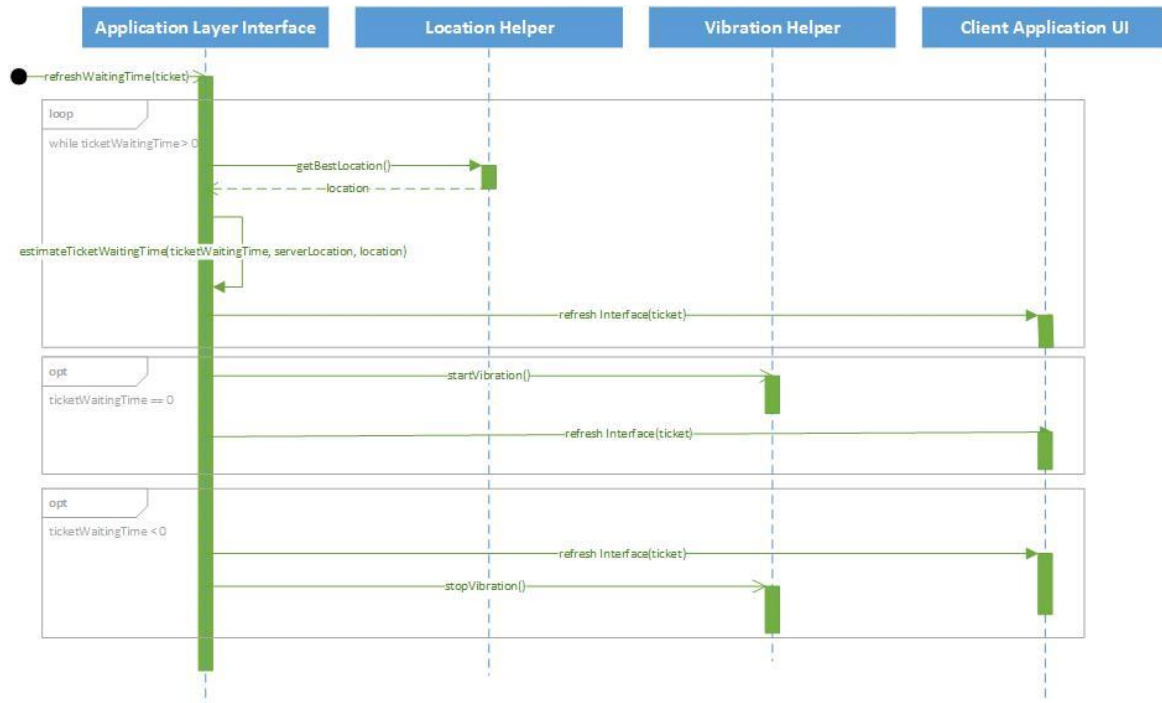 Application Layer Interface
Location Helper
Vibration Helper
Client Application UI
refreshWaitingTime(ticket)
loop
while ticketWaitingTime > 0
getBestLocation()
location
estimateTicketWaitingTime(ticketWaitingTime, serverLocation, location)
refresh Interface(ticket)
opt
startVibration()
ticketWaitingTime == 0
refresh Interface(ticket)
opt
ticketWaitingTime < 0
refresh Interface(ticket)
stopVibration()